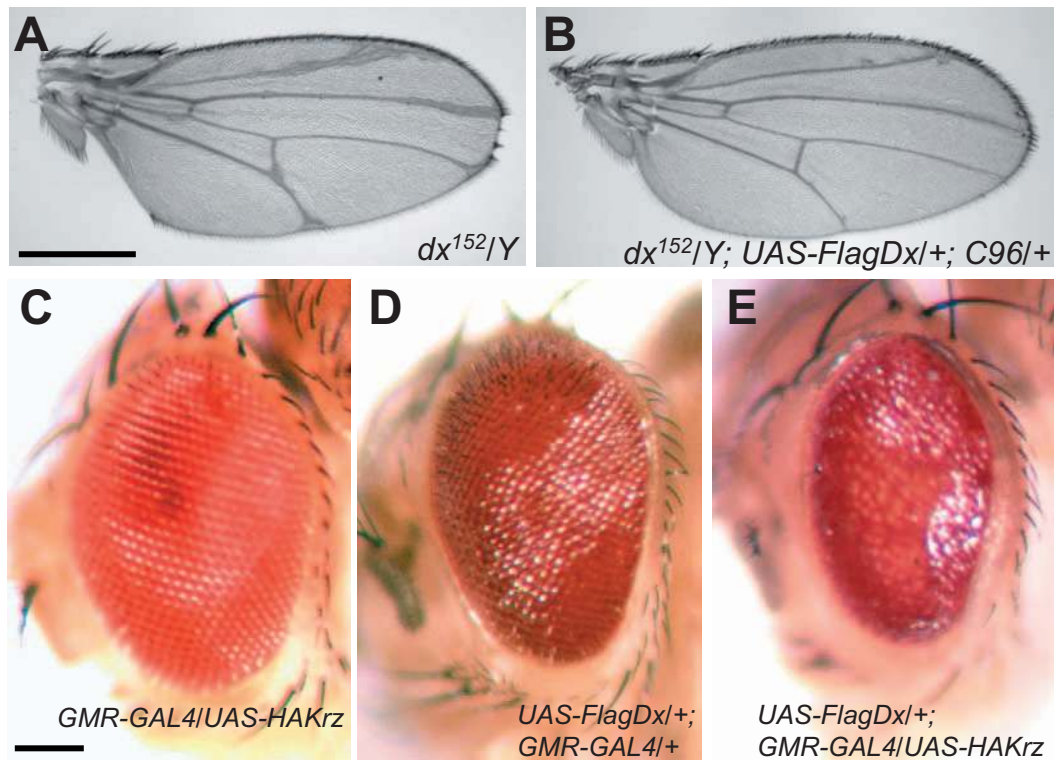 A
dx152/Y
B
dx152/Y; UAS-FlagDx/+; C96/+
C
GMR-GAL4/UAS-HAKrz
D
UAS-FlagDx/+;
GMR-GAL4/+
E
UAS-FlagDx/+;
GMR-GAL4/UAS-HAKrz